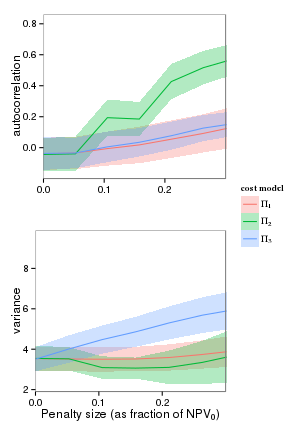 0.8
0.6
0.4
0.2
0.0
autocorrelation
0.0 0.1 0.2
cost model
Π₁
Π₂
Π₃
8
6
4
2
variance
0.0 0.1 0.2
Penalty size (as fraction of NPV₀)